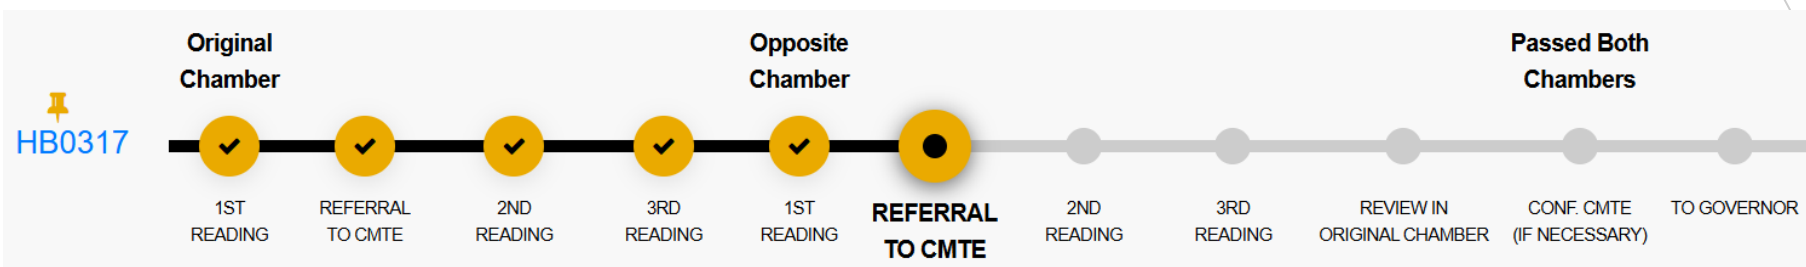 Original
Chamber
Opposite
Chamber
Passed Both
Chambers
HB0317
1ST
READING
REFERRAL
TO CMTE
2ND
READING
3RD
READING
1ST
READING
REFERRAL
TO CMTE
2ND
READING
3RD
READING
REVIEW IN
ORIGINAL CHAMBER
CONF. CMTE
(IF NECESSARY)
TO GOVERNOR